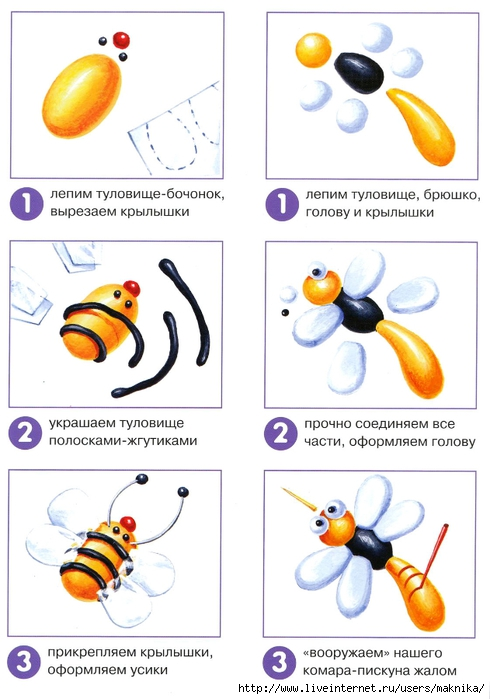 1 лепим туловище-бочонок,
вырезаем крылышки
1 лепим туловище, брюшко,
голову и крылышки
2 украшаем туловище
полосками-жгутиками
2 прочно соединяем все
части, оформляем голову
3 прикрепляем крылышки,
оформляем усики
3 «вооружаем» нашего
комара-пискуна жалом
http://www.liveinternet.ru/users/maknika/